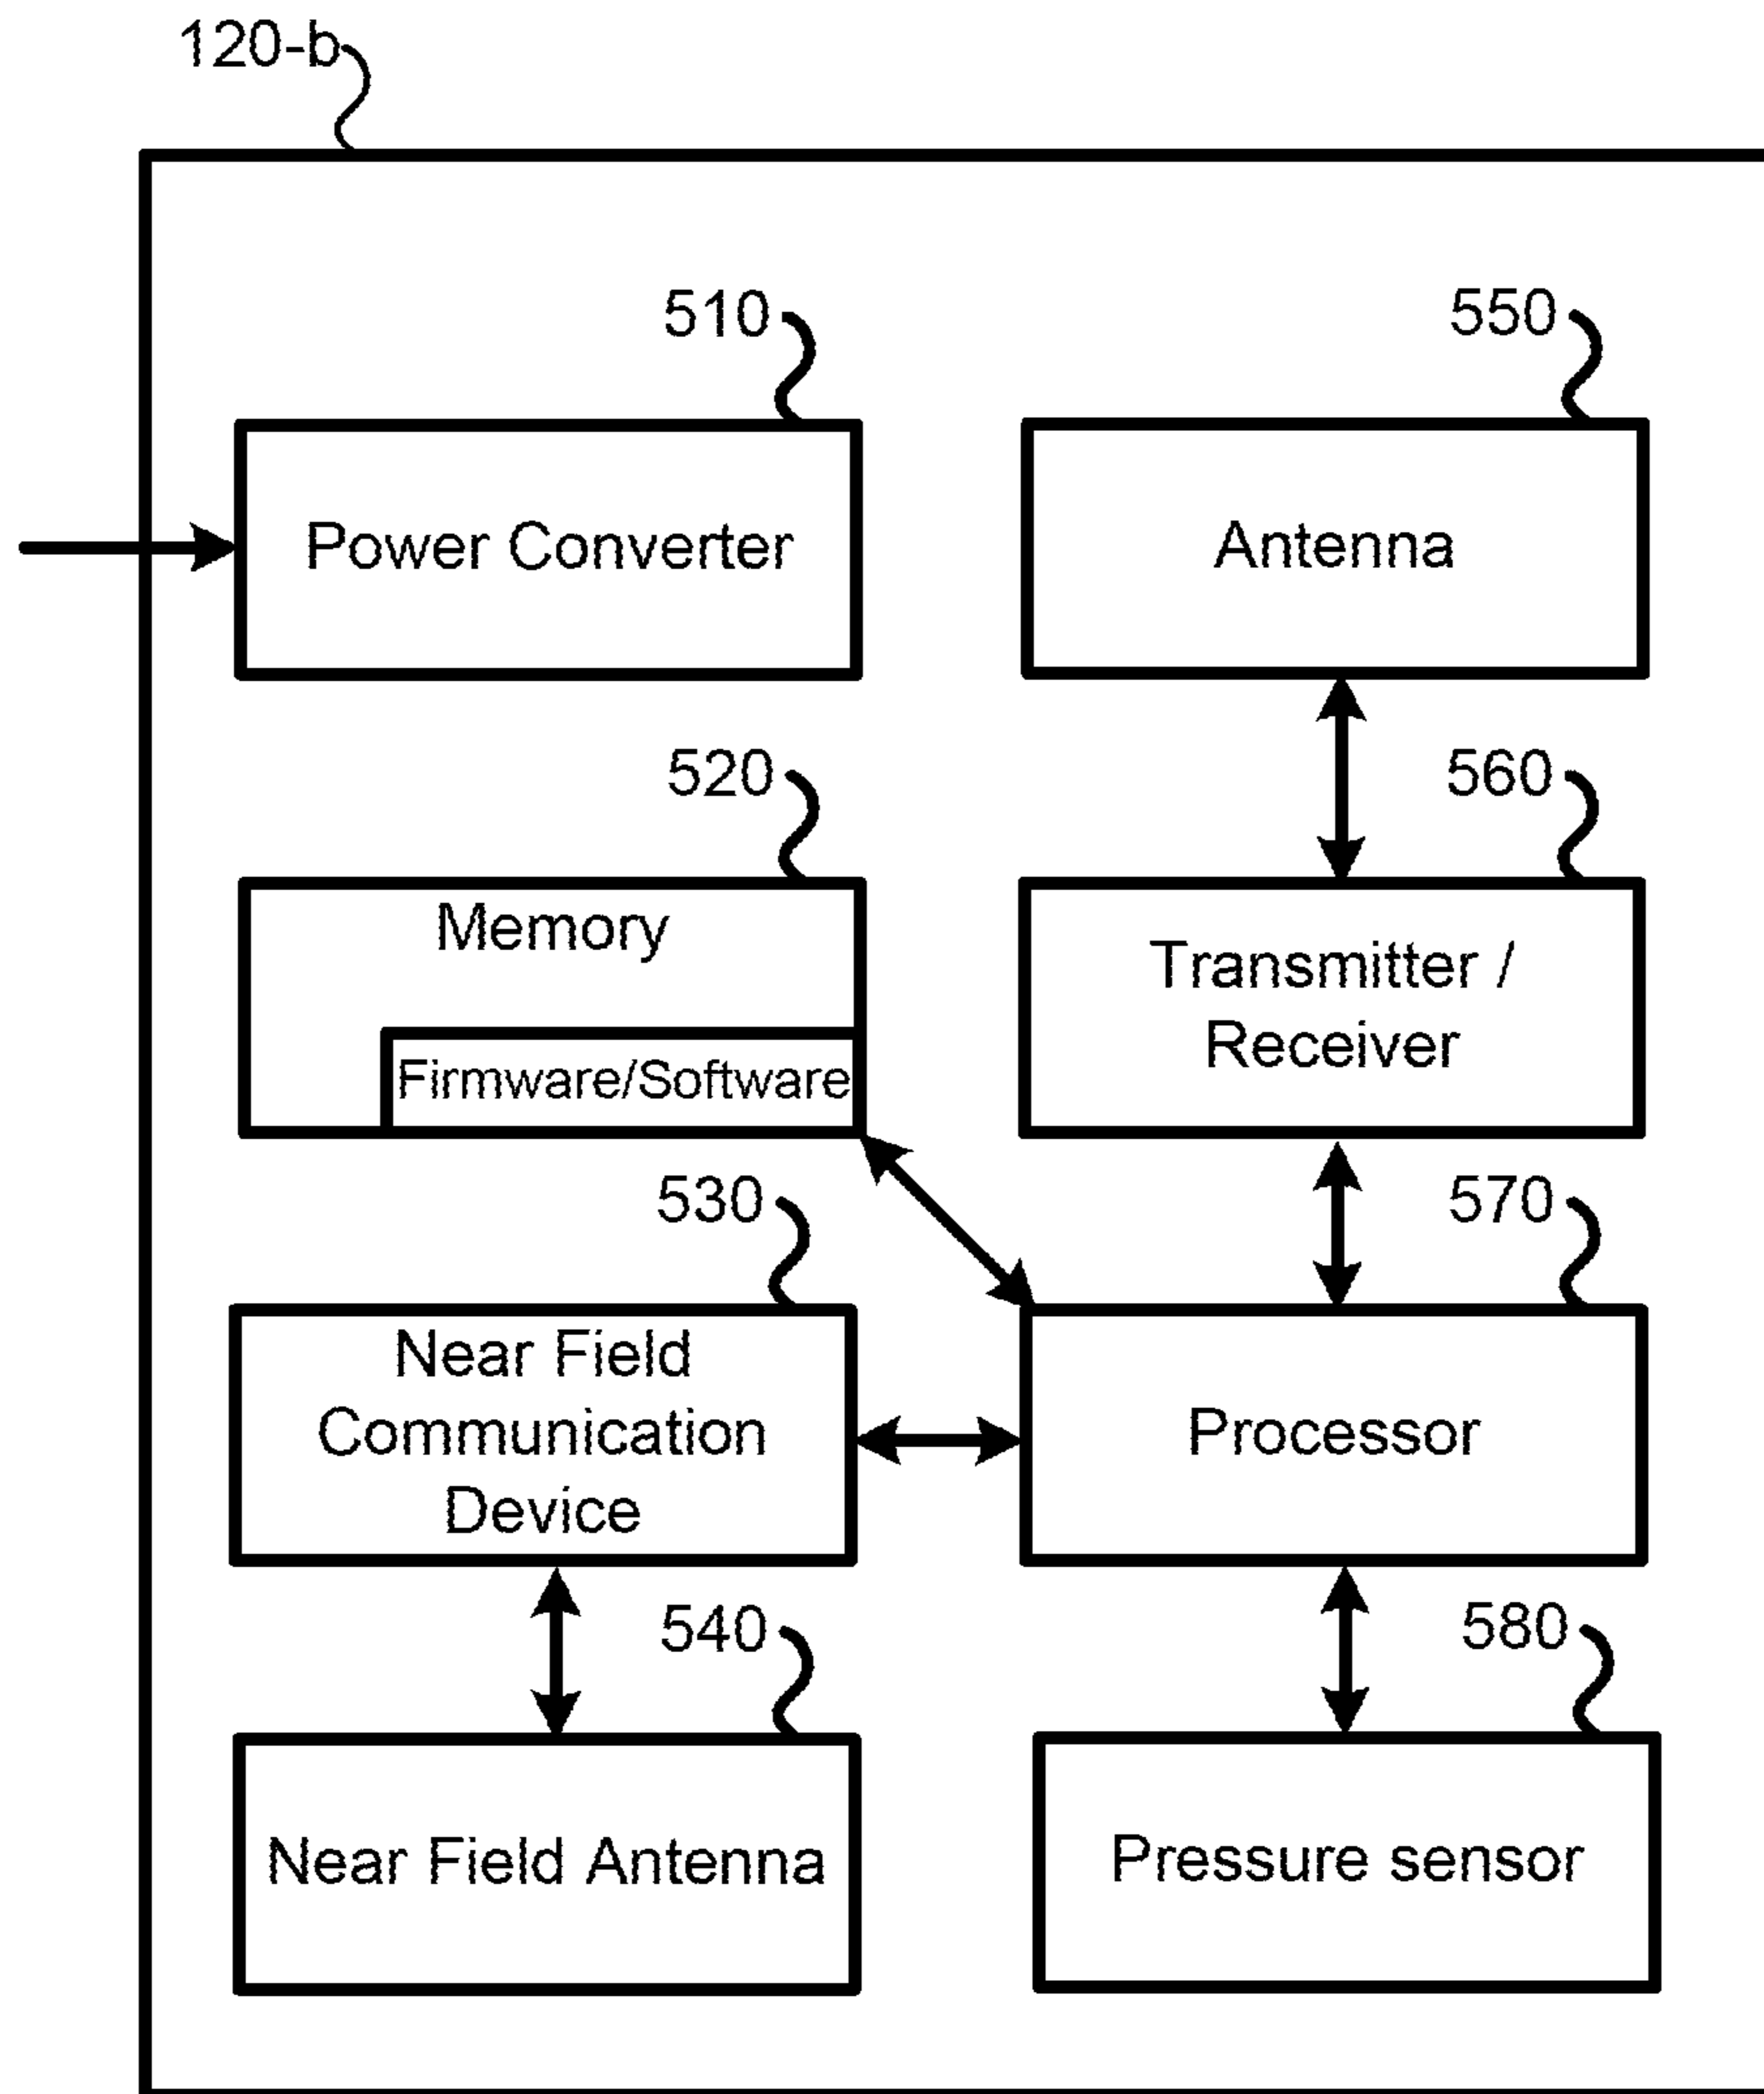 120-b
510
550
Power Converter
Antenna
520
560
Memory
Firmware/Software
Transmitter /
Receiver
530
570
Near Field
Communication
Device
Processor
540
580
Near Field Antenna
Pressure sensor